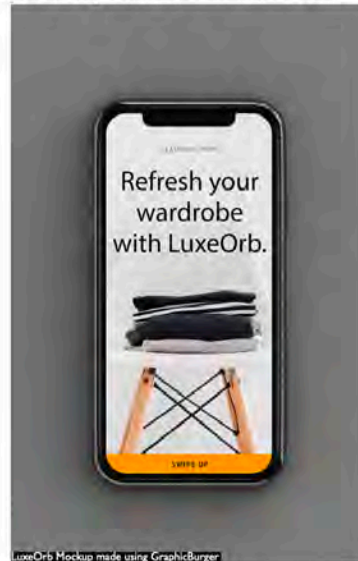 Refresh your
wardrobe
with LuxeOrb.
SWIPE UP
LuxeOrb Mockup made using GraphicBurger